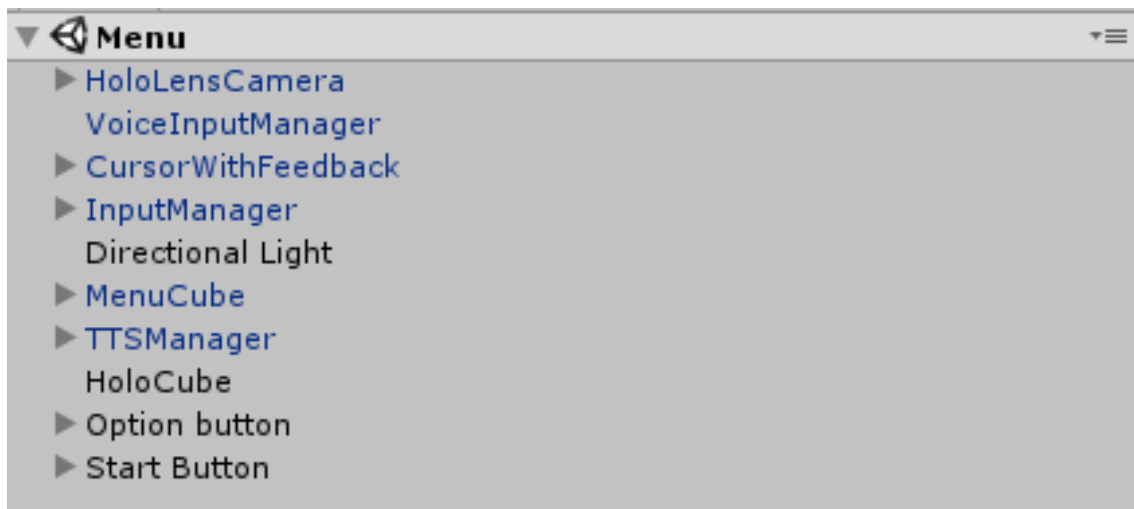 Menu
HoloLensCamera
VoiceInputManager
CursorWithFeedback
InputManager
Directional Light
MenuCube
TTSManager
HoloCube
Option button
Start Button